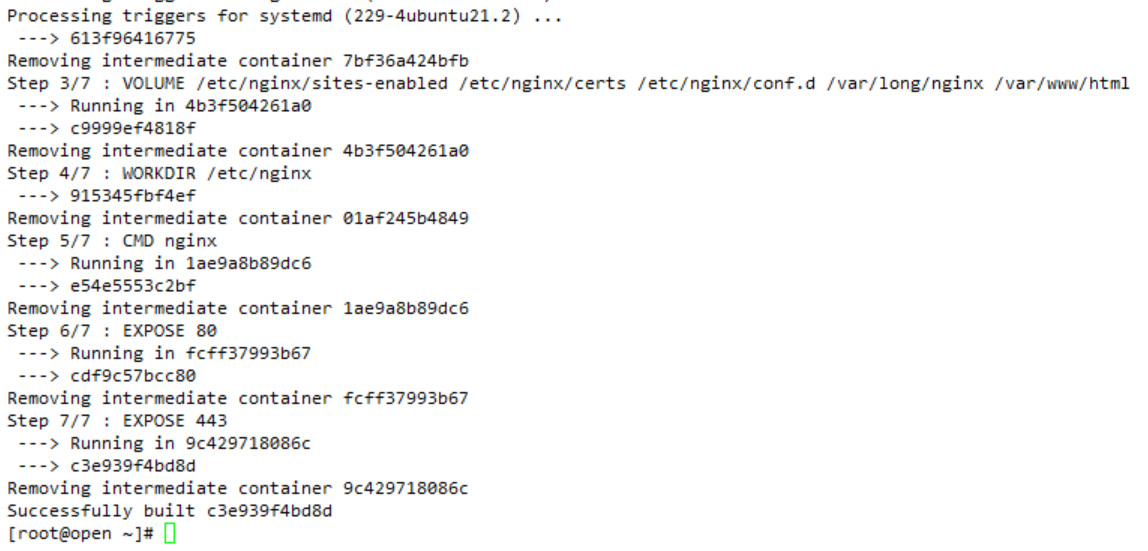 Processing triggers for systemd (229-4ubuntu21.2) ...
 ---> 613f96416775
Removing intermediate container 7bf36a424bfb
Step 3/7 : VOLUME /etc/nginx/sites-enabled /etc/nginx/certs /etc/nginx/conf.d /var/long/nginx /var/www/html
 ---> Running in 4b3f504261a0
 ---> c9999ef4818f
Removing intermediate container 4b3f504261a0
Step 4/7 : WORKDIR /etc/nginx
 ---> 915345fbf4ef
Removing intermediate container 01af245b4849
Step 5/7 : CMD nginx
 ---> Running in 1ae9a8b89dc6
 ---> e54e5553c2bf
Removing intermediate container 1ae9a8b89dc6
Step 6/7 : EXPOSE 80
 ---> Running in fcff37993b67
 ---> cdf9c57bcc80
Removing intermediate container fcff37993b67
Step 7/7 : EXPOSE 443
 ---> Running in 9c429718086c
 ---> c3e939f4bd8d
Removing intermediate container 9c429718086c
Successfully built c3e939f4bd8d
[root@open ~]#